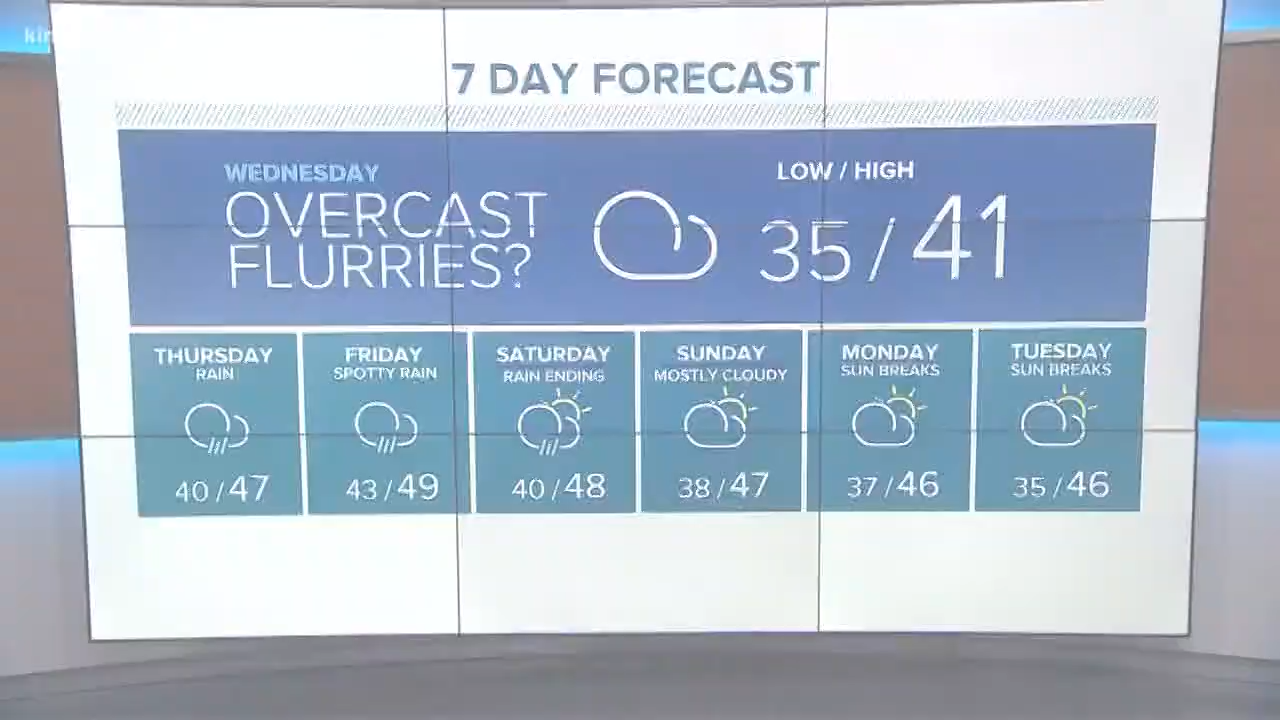 7 DAY FORECAST
WEDNESDAY
OVERCAST
FLURRIES?
LOW / HIGH
35 / 41
THURSDAY
RAIN
40 / 47
FRIDAY
SPOTTY RAIN
43 / 49
SATURDAY
RAIN ENDING
40 / 48
SUNDAY
MOSTLY CLOUDY
38 / 47
MONDAY
SUN BREAKS
37 / 46
TUESDAY
SUN BREAKS
35 / 46